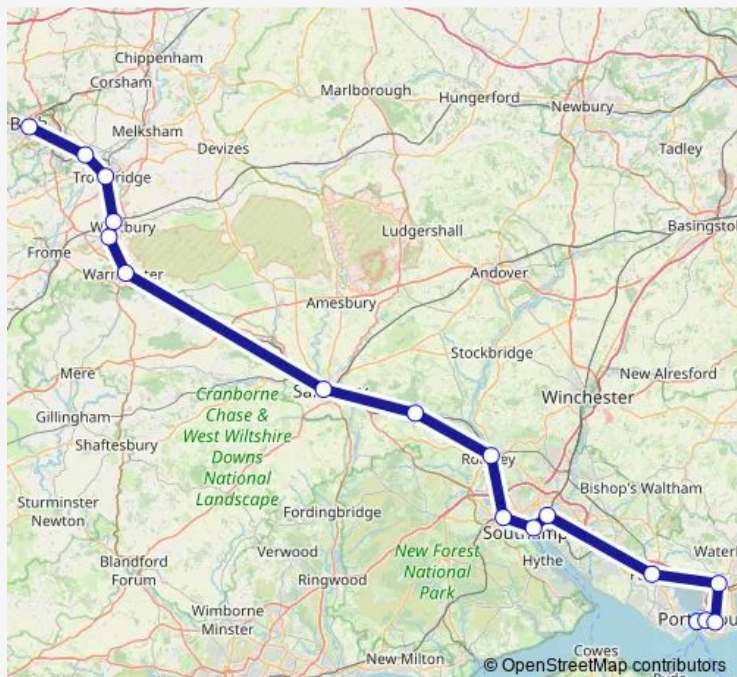 Chippenham
Corsham
Marlborough
Hungerford
Newbury
Melksham
Devizes
Tadley
Ludgershall
Basingsto
Frome
Andover
Amesbury
Stockbridge
Mere
New Alresford
Cranborne
Chase &
West Wiltshire
Downs
National
Landscape
Winchester
Gillingham
Shaftesbury
Bishop's Waltham
Sturminster
Newton
Fordingbridge
New Forest
National
Park
Hythe
Blandford
Forum
Verwood
Ringwood
Wimborne
Minster
New Milton
Cowes
© OpenStreetMap contributors